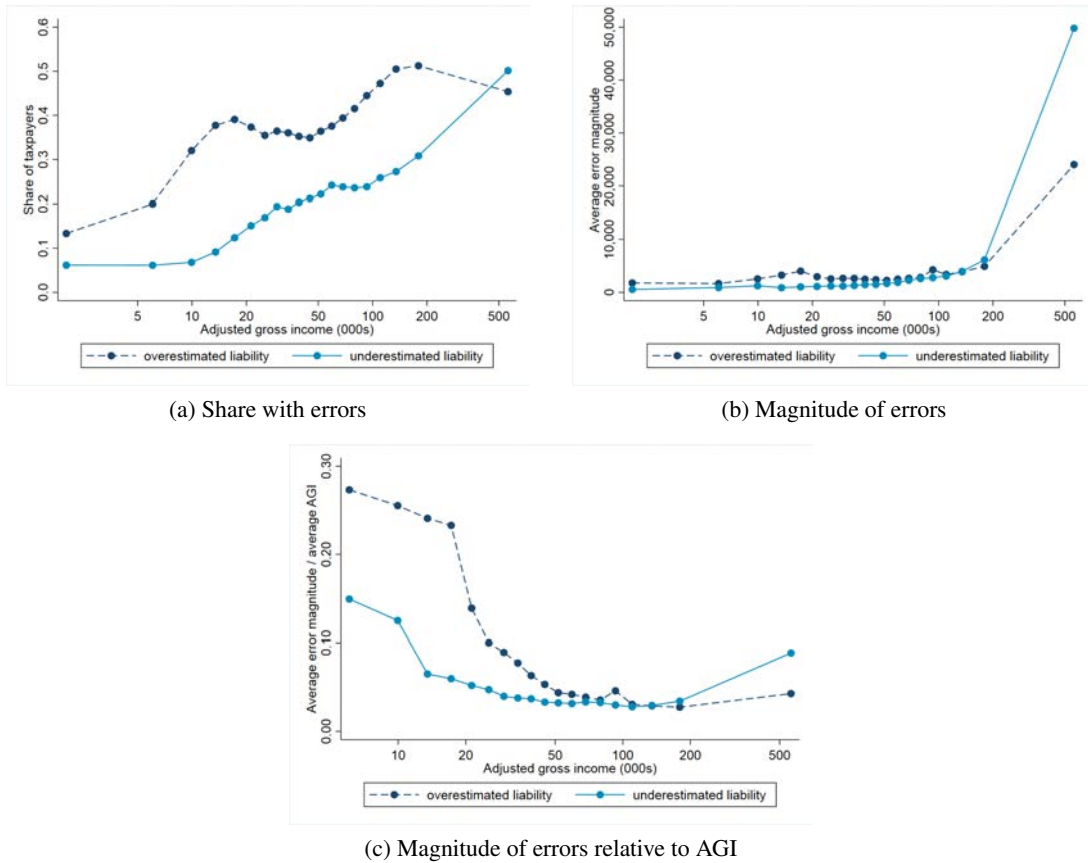 0.6
0.5
0.4
0.3
0.2
0.1
0.0
Share of taxpayers
5 10 20 50 100 200 500
Adjusted gross income (000s)
overestimated liability underestimated liability
(a) Share with errors
50,000
40,000
30,000
20,000
10,000
0
Average error magnitude
5 10 20 50 100 200 500
Adjusted gross income (000s)
overestimated liability underestimated liability
(b) Magnitude of errors
0.30
0.20
0.10
0.00
Average error magnitude / average AGI
10 20 50 100 200 500
Adjusted gross income (000s)
overestimated liability underestimated liability
(c) Magnitude of errors relative to AGI